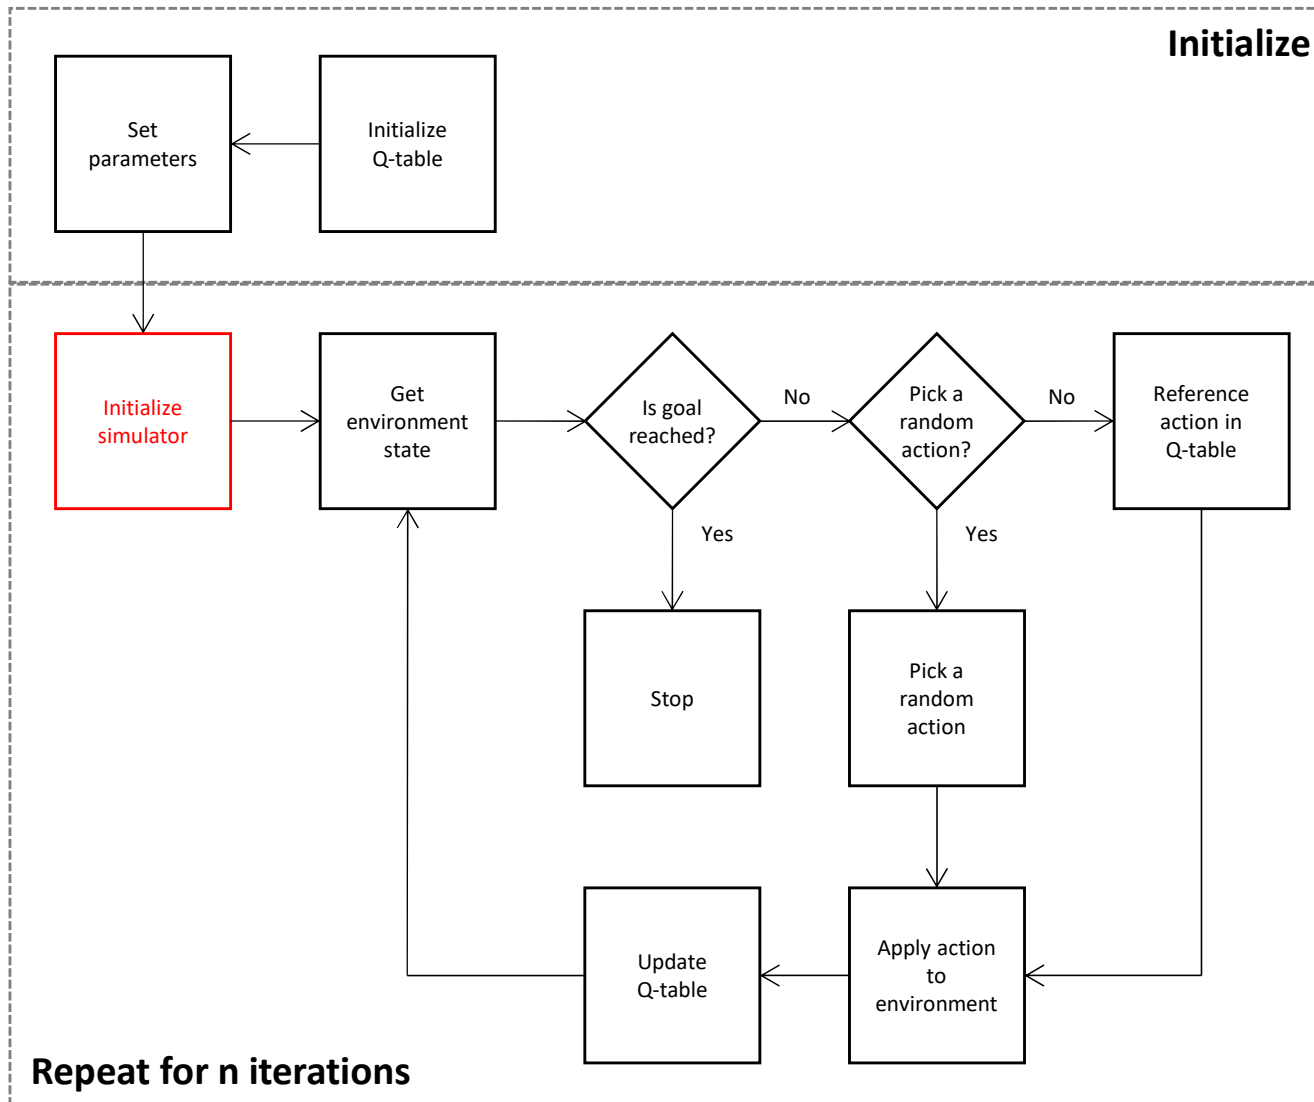 Initialize
Set
parameters
Initialize
Q-table
Initialize
simulator
Get
environment
state
Is goal
reached?
No
Pick a
random
action?
No
Reference
action in
Q-table
Yes
Yes
Stop
Pick a
random
action
Update
Q-table
Apply action
to
environment
Repeat for n iterations